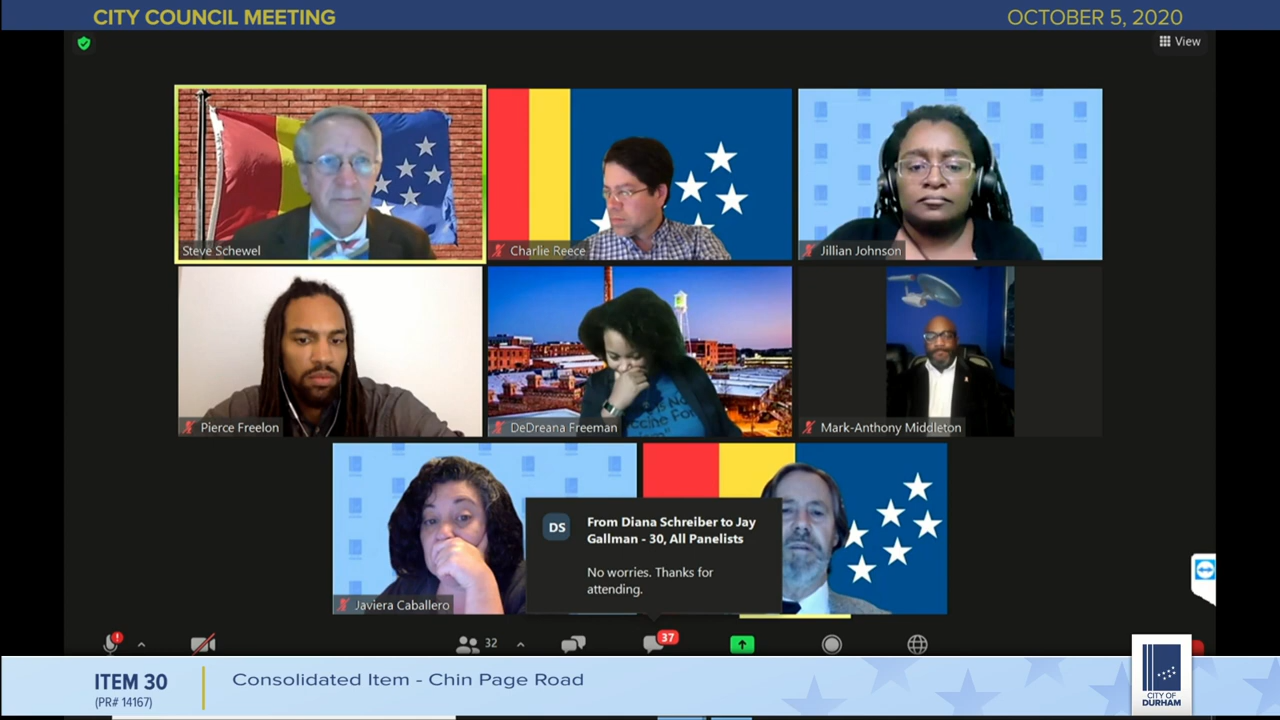 CITY COUNCIL MEETING
OCTOBER 5, 2020
View
Steve Schewel
Charlie Reece
Jillian Johnson
Pierce Freelon
DeDreana Freeman
Mark-Anthony Middleton
Javiera Caballero
DS
From Diana Schreiber to Jay
Gallman - 30, All Panelists
No worries. Thanks for
attending.
32
37
ITEM 30
(PR# 14167)
Consolidated Item - Chin Page Road
CITY OF
DURHAM